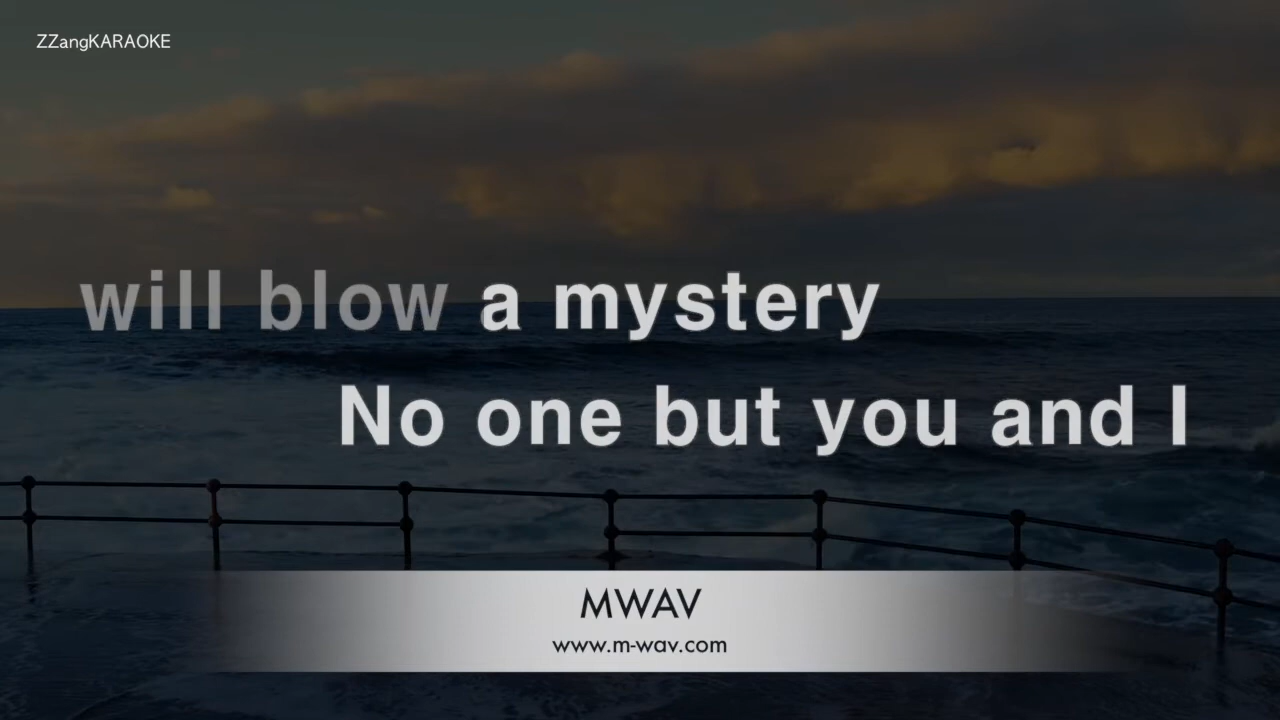 ZZangKARAOKE
will blow a mystery
No one but you and I
MWAV
www.m-wav.com